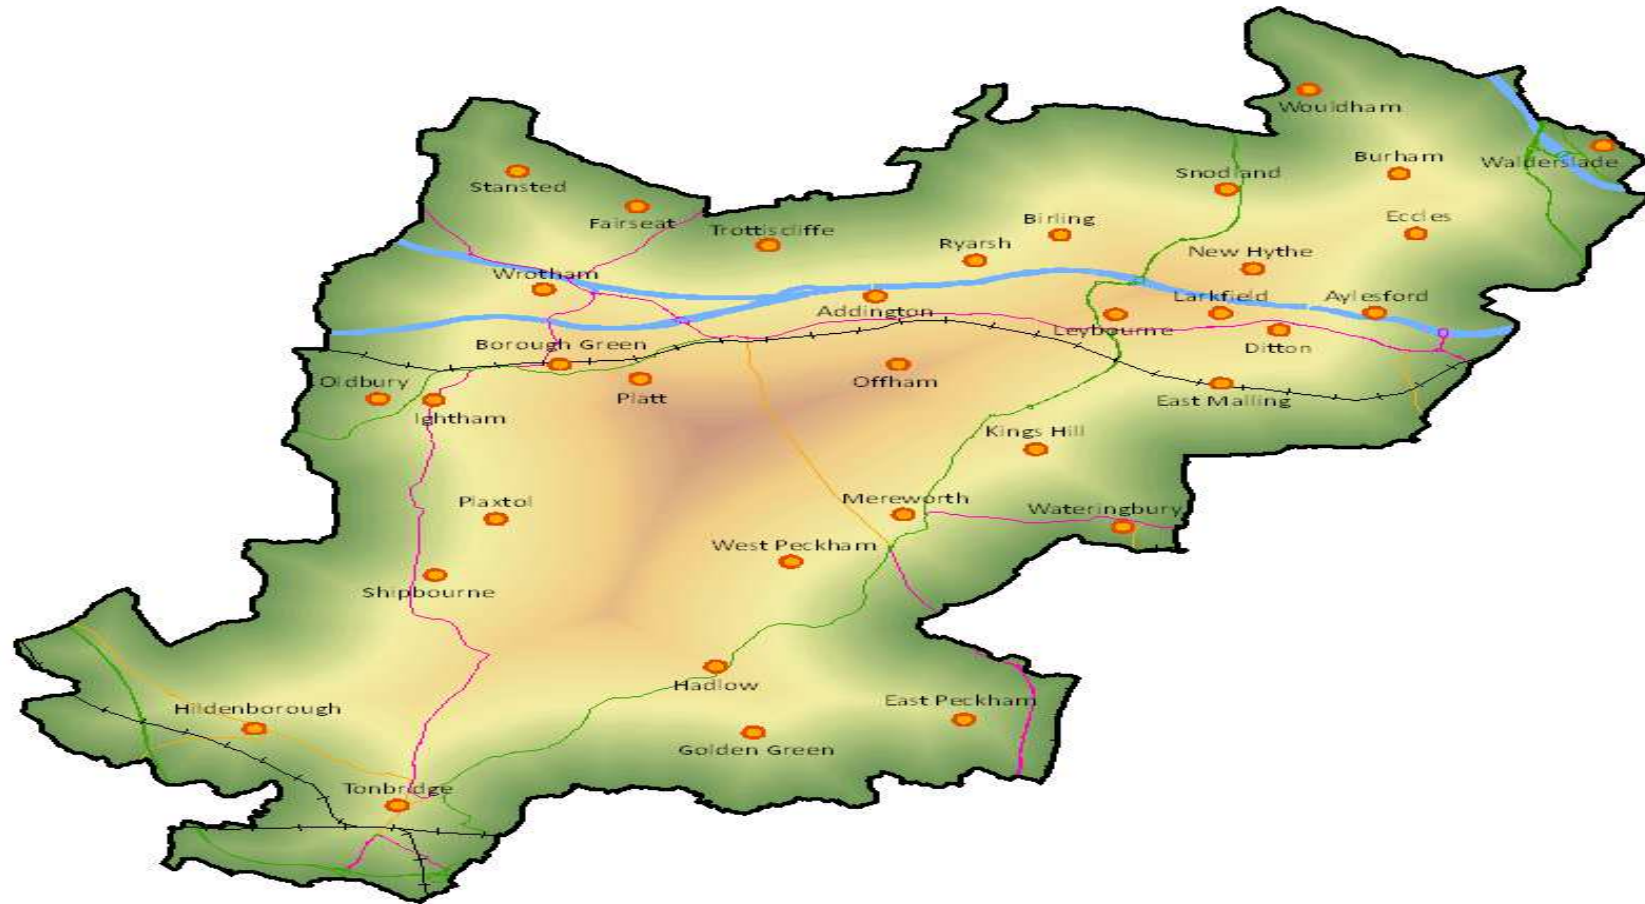 Wouldham
Burham
Walderslade
Snodland
Stansted
Fairseat
Trottiscliffe
Birling
Eccles
Ryarsh
New Hythe
Wrotham
Addington
Larkfield
Aylesford
Leybourne
Borough Green
Ditton
Oldbury
Offham
Platt
East Malling
Ightham
Kings Hill
Plaxtol
Mereworth
Wateringbury
West Peckham
Shipbourne
Hadlow
East Peckham
Hildenborough
Golden Green
Tonbridge